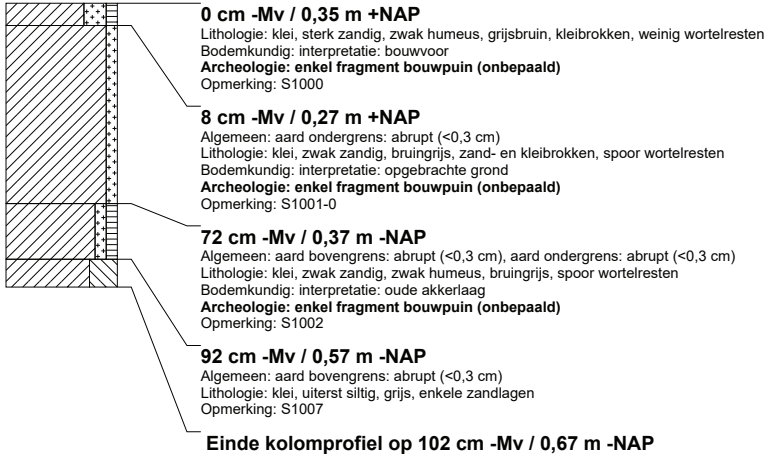 0 cm -Mv / 0,35 m +NAP
Lithologie: klei, sterk zandig, zwak humeus, grijsbruin, kleibrokken, weinig wortelresten
Bodemkundig: interpretatie: bouwvoor
Archeologie: enkel fragment bouwpuin (onbepaald)
Opmerking: S1000
8 cm -Mv / 0,27 m +NAP
Algemeen: aard ondergrens: abrupt (<0,3 cm)
Lithologie: klei, zwak zandig, bruingrijs, zand- en kleibrokken, spoor wortelresten
Bodemkundig: interpretatie: opgebrachte grond
Archeologie: enkel fragment bouwpuin (onbepaald)
Opmerking: S1001-0
72 cm -Mv / 0,37 m -NAP
Algemeen: aard bovengrens: abrupt (<0,3 cm), aard ondergrens: abrupt (<0,3 cm)
Lithologie: klei, zwak zandig, zwak humeus, bruingrijs, spoor wortelresten
Bodemkundig: interpretatie: oude akkerlaag
Archeologie: enkel fragment bouwpuin (onbepaald)
Opmerking: S1002
92 cm -Mv / 0,57 m -NAP
Algemeen: aard bovengrens: abrupt (<0,3 cm)
Lithologie: klei, uiterst siltig, grijs, enkele zandlagen
Opmerking: S1007
Einde kolomprofiel op 102 cm -Mv / 0,67 m -NAP